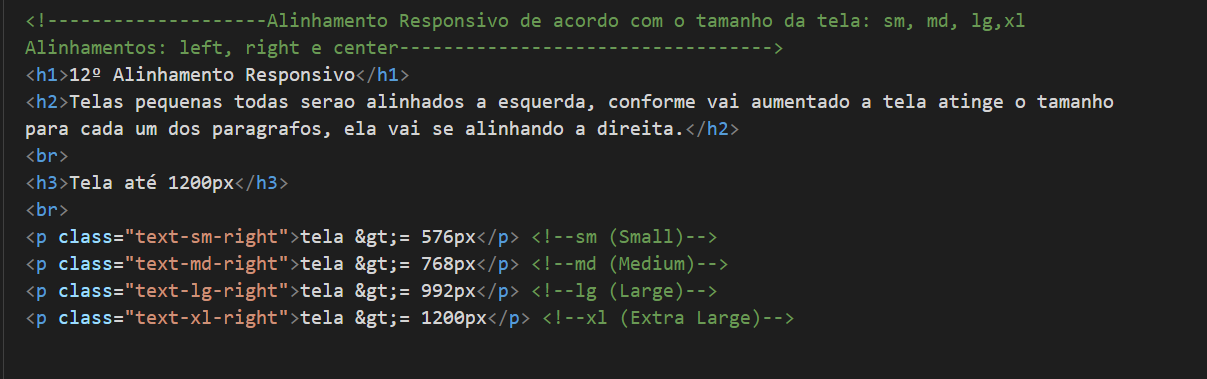 <!--------------------Alinhamento Responsivo de acordo com o tamanho da tela: sm, md, lg,xl
Alinhamentos: left, right e center---------------------------------->
<h1>12º Alinhamento Responsivo</h1>
<h2>Telas pequenas todas serao alinhados a esquerda, conforme vai aumentado a tela atinge o tamanho
para cada um dos paragrafos, ela vai se alinhando a direita.</h2>
<br>
<h3>Tela até 1200px</h3>
<br>
<p class="text-sm-right">tela &gt;= 576px</p> <!--sm (Small)-->
<p class="text-md-right">tela &gt;= 768px</p> <!--md (Medium)-->
<p class="text-lg-right">tela &gt;= 992px</p> <!--lg (Large)-->
<p class="text-xl-right">tela &gt;= 1200px</p> <!--xl (Extra Large)-->